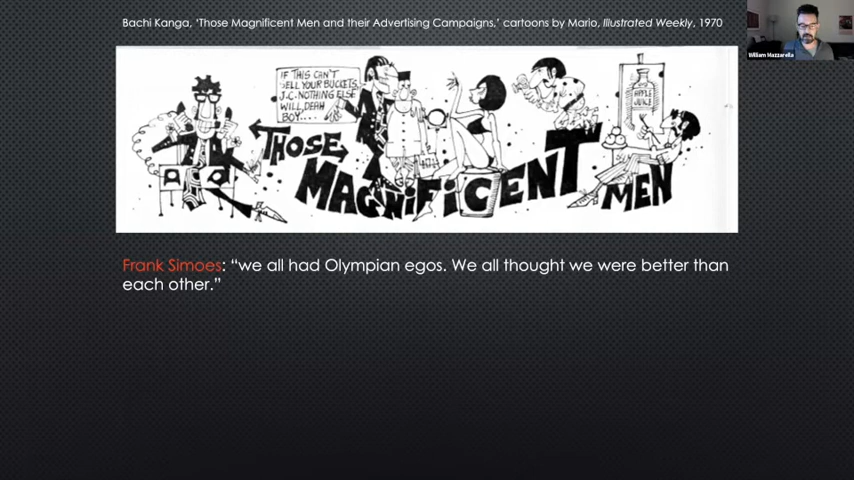 Bachi Kanga, 'Those Magnificent Men and their Advertising Campaigns,' cartoons by Mario, Illustrated Weekly, 1970
William Mazzarella
IF THIS CAN'T
SELL YOUR BUCKETS
J.C. NOTHING ELSE
WILL, DEAH
BOY....
APPLE
JUICE
THOSE
MAGNIFICENT
MEN
Frank Simoes: “we all had Olympian egos. We all thought we were better than
each other.”